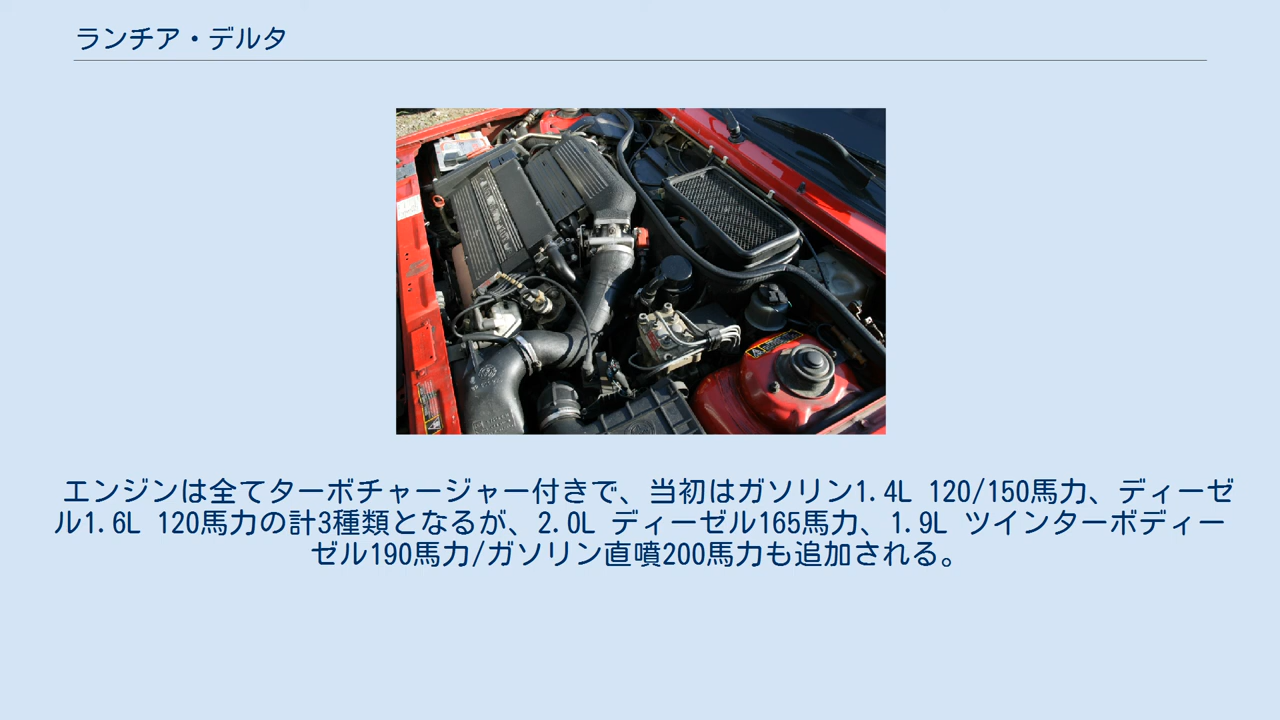 ランチア・デルタ
エンジンは全てターボチャージャー付きで、当初はガソリン1.4L 120/150馬力、ディーゼ
ル1.6L 120馬力の計3種類となるが、2.0L ディーゼル165馬力、1.9L ツインターボディー
ゼル190馬力/ガソリン直噴200馬力も追加される。